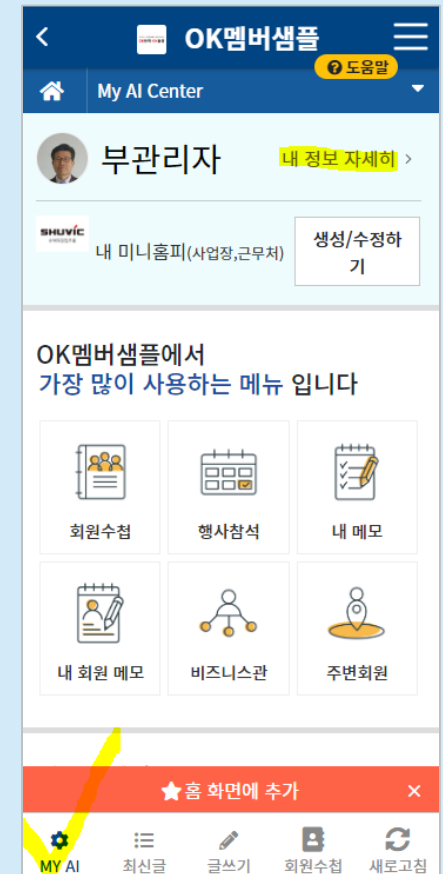 OK멤버샘플
도움말
My AI Center
부관리자
내 정보 자세히
SHUVIC
내 미니홈피(사업장,근무처)
생성/수정하
기
OK멤버샘플에서
가장 많이 사용하는 메뉴 입니다
회원수첩
행사참석
내 메모
내 회원 메모
비즈니스관
주변회원
홈 화면에 추가
MY AI
최신글
글쓰기
회원수첩
새로고침